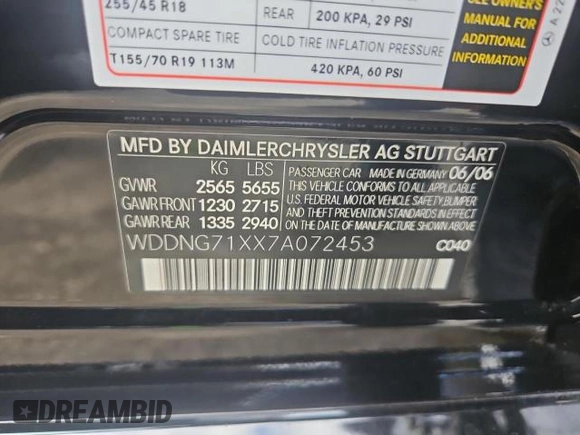 255/45 R18
REAR 200 KPA, 29 PSI
COMPACT SPARE TIRE COLD TIRE INFLATION PRESSURE
T155/70 R19 113M 420 KPA, 60 PSI
SEE OWNER'S
MANUAL FOR
ADDITIONAL
INFORMATION
A 22
MFD BY DAIMLERCHRYSLER AG STUTTGART
KG LBS PASSENGER CAR MADE IN GERMANY 06/06
GVWR 2565 5655 THIS VEHICLE CONFORMS TO ALL APPLICABLE
GAWR FRONT 1230 2715 U.S. FEDERAL MOTOR VEHICLE SAFETY, BUMPER
GAWR REAR 1335 2940 AND THEFT PREVENTION STANDARDS IN EFFECT
ON THE DATE OF MANUFACTURE SHOWN ABOVE.
WDDNG71XX7A072453 C040
DREAMBID